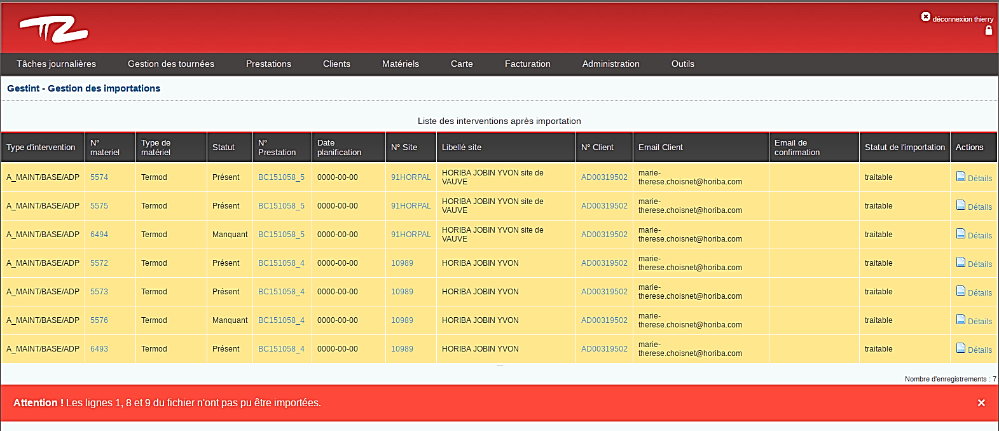 déconnexion thierry
Tâches journalières Gestion des tournées Prestations Clients Matériels Carte Facturation Administration Outils
Gestint - Gestion des importations
Liste des interventions après importation
Type d'intervention N° materiel Type de matériel Statut N° Prestation Date planification N° Site Libellé site N° Client Email Client Email de confirmation Statut de l'importation Actions
A_MAINT/BASE/ADP 5574 Termod Présent BC151058_5 0000-00-00 91HORPAL HORIBA JOBIN YVON site de VAUVE AD00319502 marie-therese.choisnet@horiba.com traitable Détails
A_MAINT/BASE/ADP 5575 Termod Présent BC151058_5 0000-00-00 91HORPAL HORIBA JOBIN YVON site de VAUVE AD00319502 marie-therese.choisnet@horiba.com traitable Détails
A_MAINT/BASE/ADP 6494 Termod Manquant BC151058_5 0000-00-00 91HORPAL HORIBA JOBIN YVON site de VAUVE AD00319502 marie-therese.choisnet@horiba.com traitable Détails
A_MAINT/BASE/ADP 5572 Termod Présent BC151058_4 0000-00-00 10989 HORIBA JOBIN YVON AD00319502 marie-therese.choisnet@horiba.com traitable Détails
A_MAINT/BASE/ADP 5573 Termod Présent BC151058_4 0000-00-00 10989 HORIBA JOBIN YVON AD00319502 marie-therese.choisnet@horiba.com traitable Détails
A_MAINT/BASE/ADP 5576 Termod Manquant BC151058_4 0000-00-00 10989 HORIBA JOBIN YVON AD00319502 marie-therese.choisnet@horiba.com traitable Détails
A_MAINT/BASE/ADP 6493 Termod Présent BC151058_4 0000-00-00 10989 HORIBA JOBIN YVON AD00319502 marie-therese.choisnet@horiba.com traitable Détails
Nombre d'enregistrements : 7
Attention ! Les lignes 1, 8 et 9 du fichier n'ont pas pu être importées.